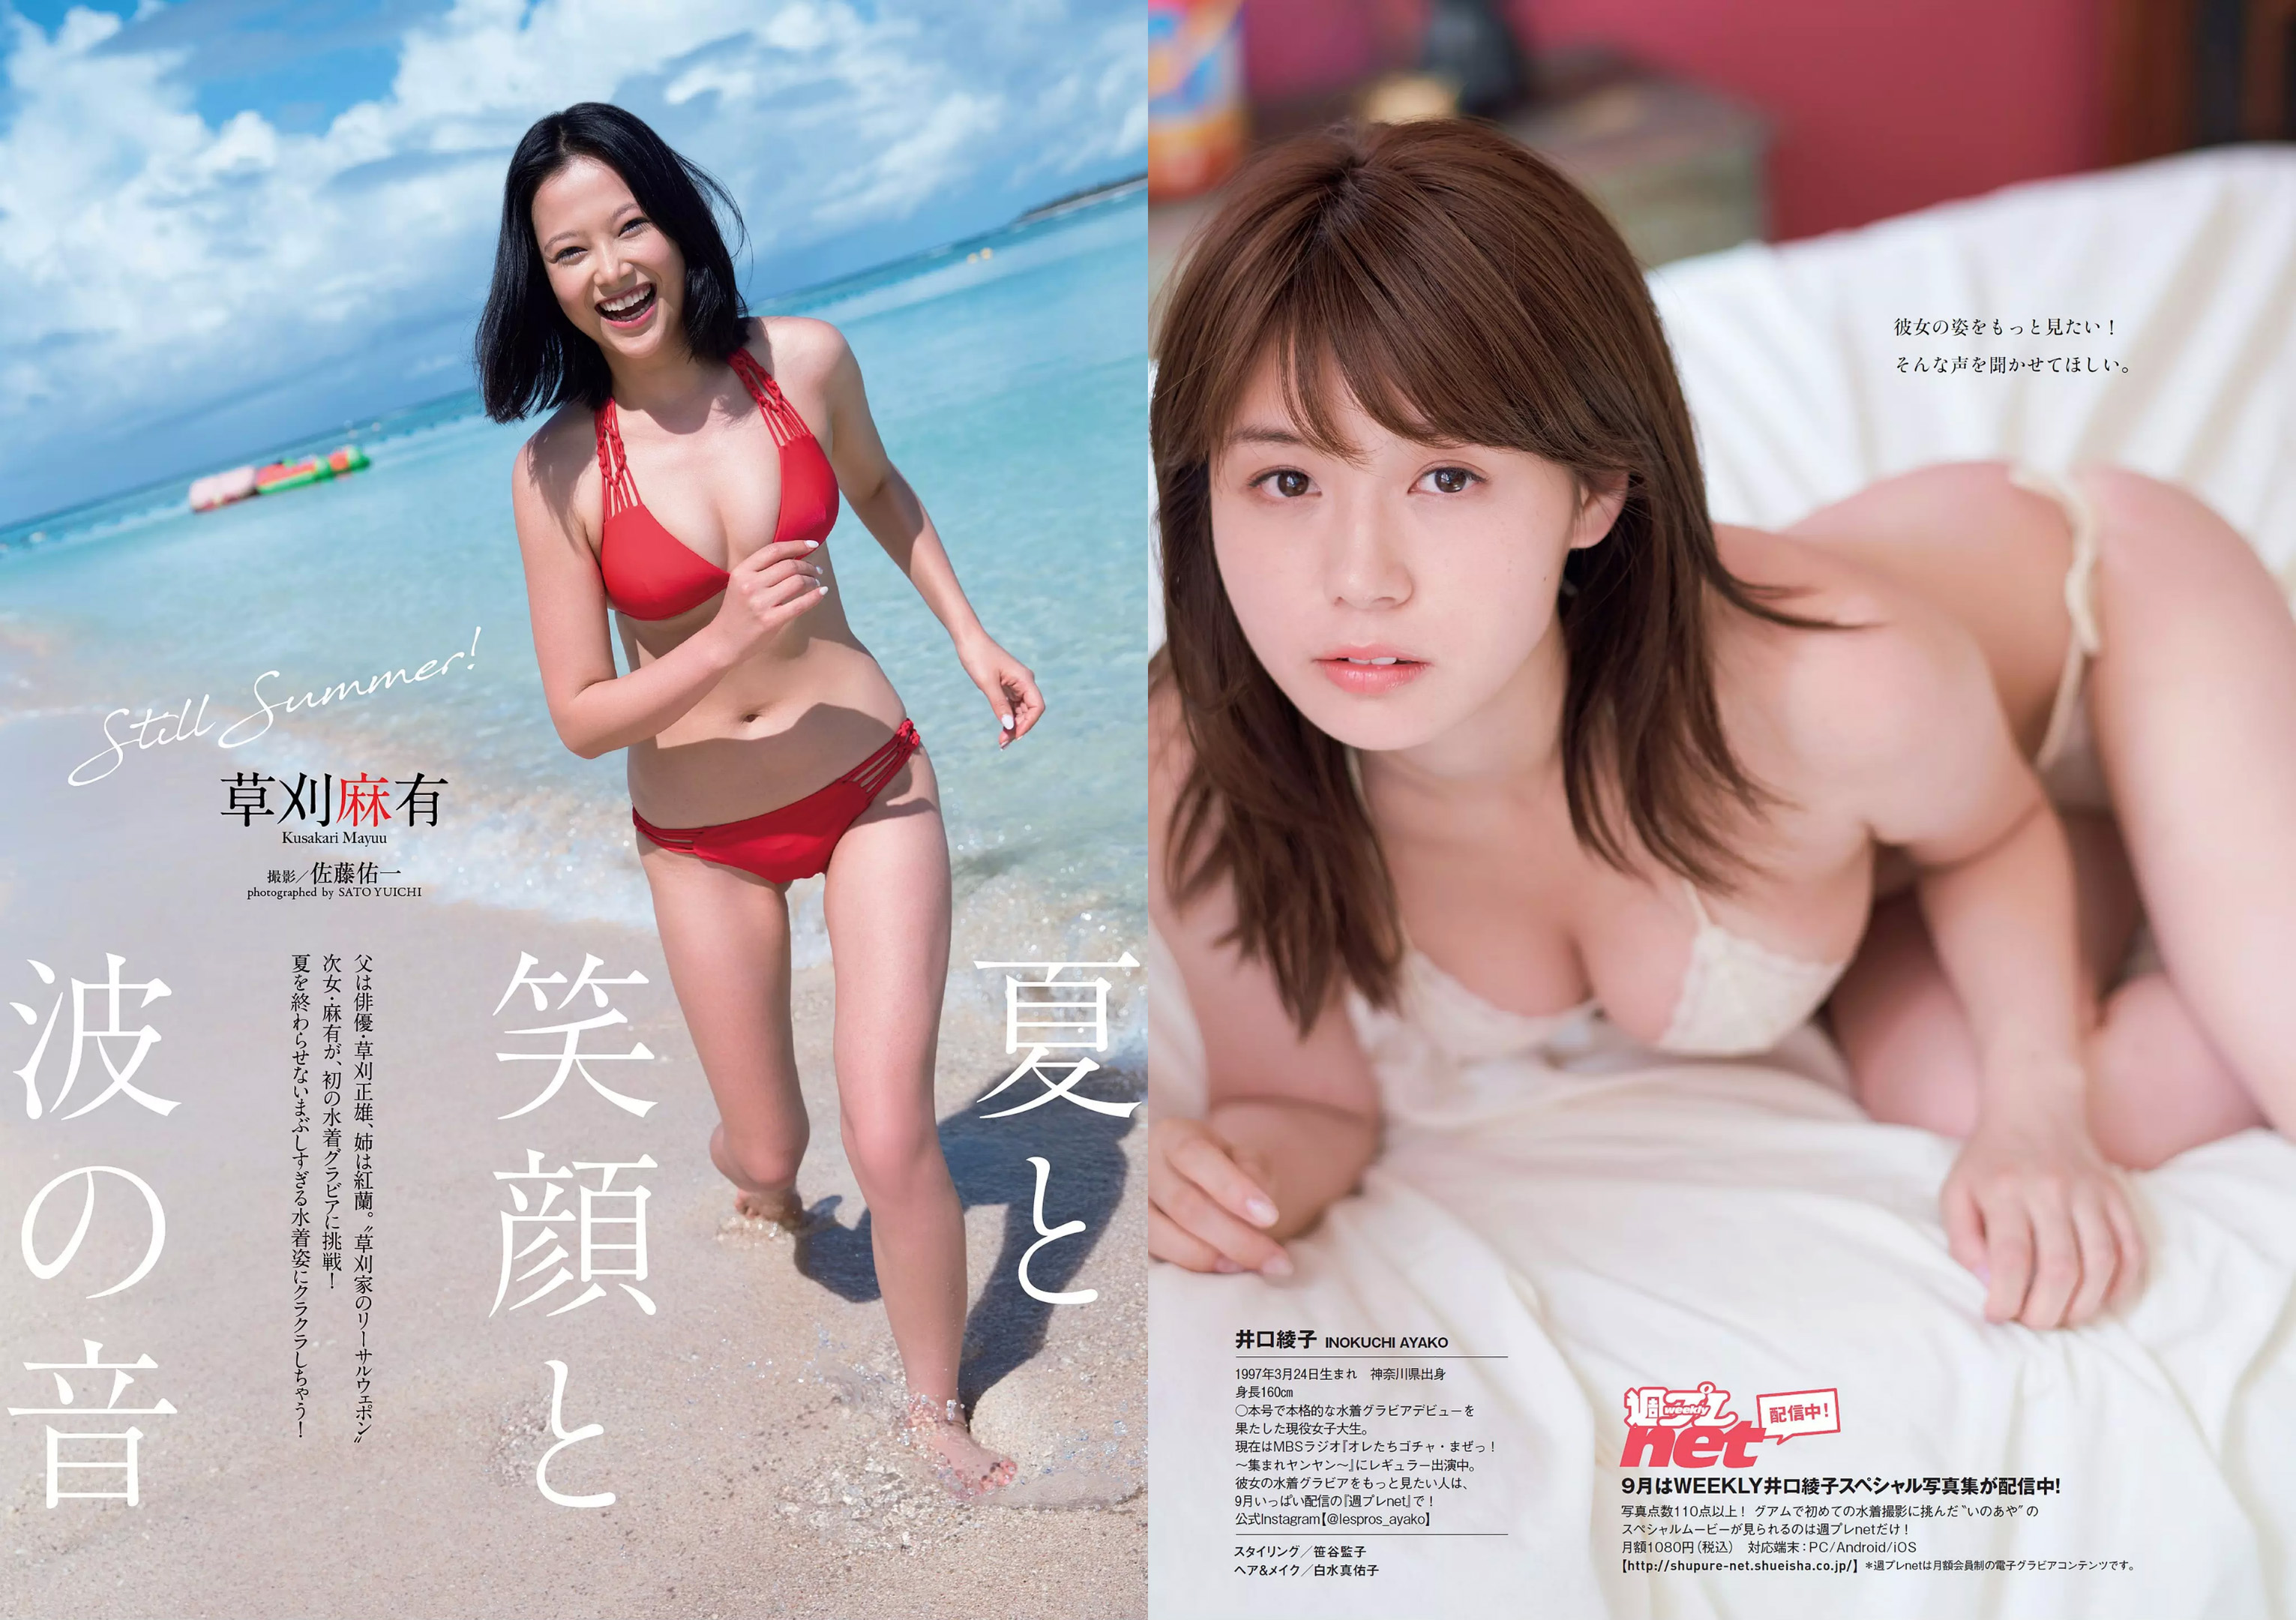 Still Summer!
草刈麻有
Kusakari Mayuu
撮影／佐藤佑一
photographed by SATO YUICHI
夏と
笑顔と
波の音
父は俳優・草刈正雄、姉は紅蘭。〝草刈家のリーサルウェポン〟
次女・麻有が、初の水着グラビアに挑戦！
夏を終わらせないまぶしすぎる水着姿にクラクラしちゃう！
彼女の姿をもっと見たい！
そんな声を聞かせてほしい。
井口綾子 INOKUCHI AYAKO
1997年3月24日生まれ　神奈川県出身
身長160㎝
○本号で本格的な水着グラビアデビューを
果たした現役女子大生。
現在はMBSラジオ『オレたちゴチャ・まぜっ！
～集まれヤンヤン～』にレギュラー出演中。
彼女の水着グラビアをもっと見たい人は、
9月いっぱい配信の『週プレnet』で！
公式Instagram【@lespros_ayako】
スタイリング／笹谷監子
ヘア&メイク／白水真佑子
週プレ weekly net 配信中!
9月はWEEKLY井口綾子スペシャル写真集が配信中!
写真点数110点以上！ グアムで初めての水着撮影に挑んだ〝いのあや〟の
スペシャルムービーが見られるのは週プレnetだけ！
月額1080円（税込）　対応端末：PC/Android/iOS
【http://shupure-net.shueisha.co.jp/】 ＊週プレnetは月額会員制の電子グラビアコンテンツです。